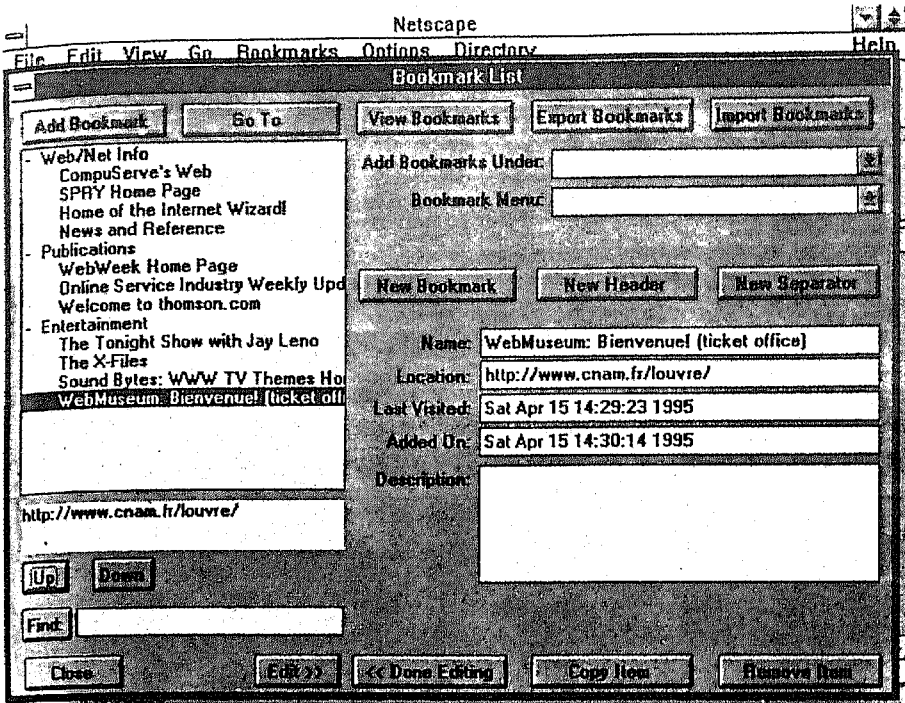 Netscape
File Edit View Go Bookmarks Options Directory Help
Bookmark List
Add Bookmark Go To View Bookmarks Export Bookmarks Import Bookmarks
- Web/Net Info
CompuServe's Web
SPRY Home Page
Home of the Internet Wizard!
News and Reference
- Publications
WebWeek Home Page
Online Service Industry Weekly Upd
Welcome to thomson.com
- Entertainment
The Tonight Show with Jay Leno
The X-Files
Sound Bytes: WWW TV Themes Ho
WebMuseum: Bienvenue! (ticket offi
http://www.cnam.fr/louvre/
Up Down
Find:
Close Edit >>
Add Bookmarks Under:
Bookmark Menu:
New Bookmark New Header New Separator
Name: WebMuseum: Bienvenue! (ticket office)
Location: http://www.cnam.fr/louvre/
Last Visited: Sat Apr 15 14:29:23 1995
Added On: Sat Apr 15 14:30:14 1995
Description:
<< Done Editing Copy Item Remove Item